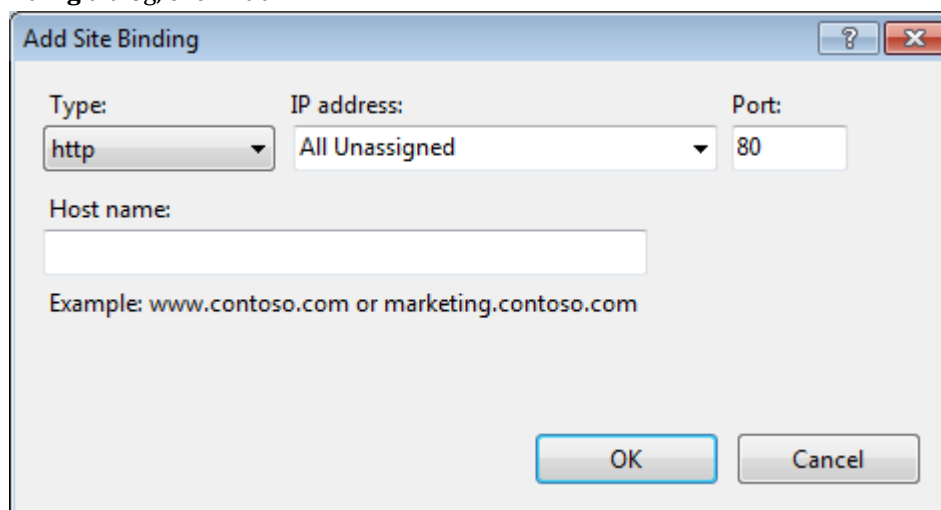 Add Site Binding
Type: IP address: Port:
http All Unassigned 80
Host name:
Example: www.contoso.com or marketing.contoso.com
OK Cancel